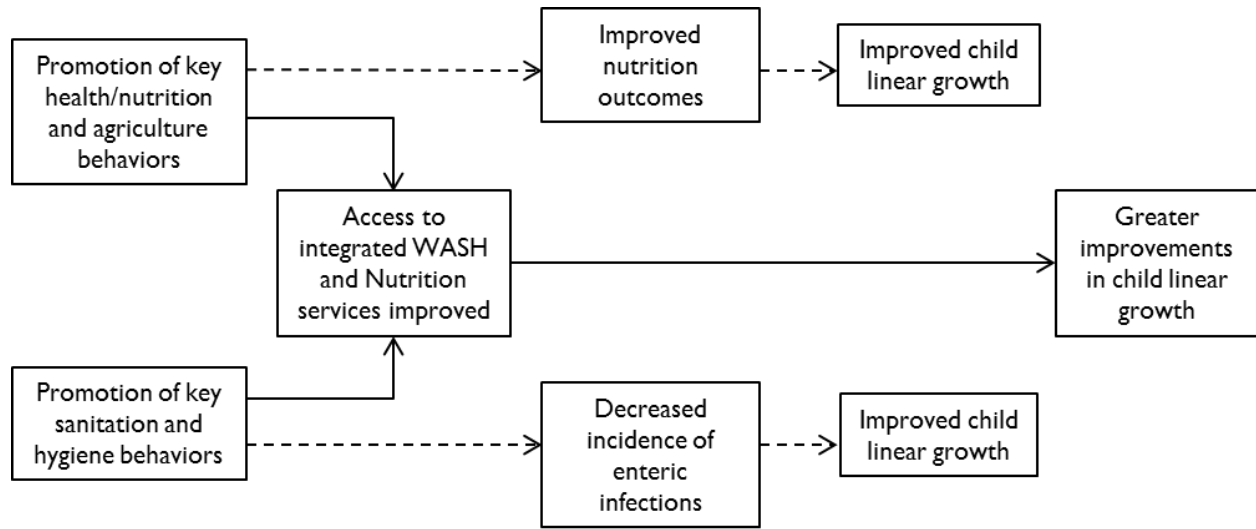 Promotion of key
health/nutrition
and agriculture
behaviors
Improved
nutrition
outcomes
Improved child
linear growth
Access to
integrated WASH
and Nutrition
services improved
Greater
improvements
in child linear
growth
Promotion of key
sanitation and
hygiene behaviors
Decreased
incidence of
enteric
infections
Improved child
linear growth